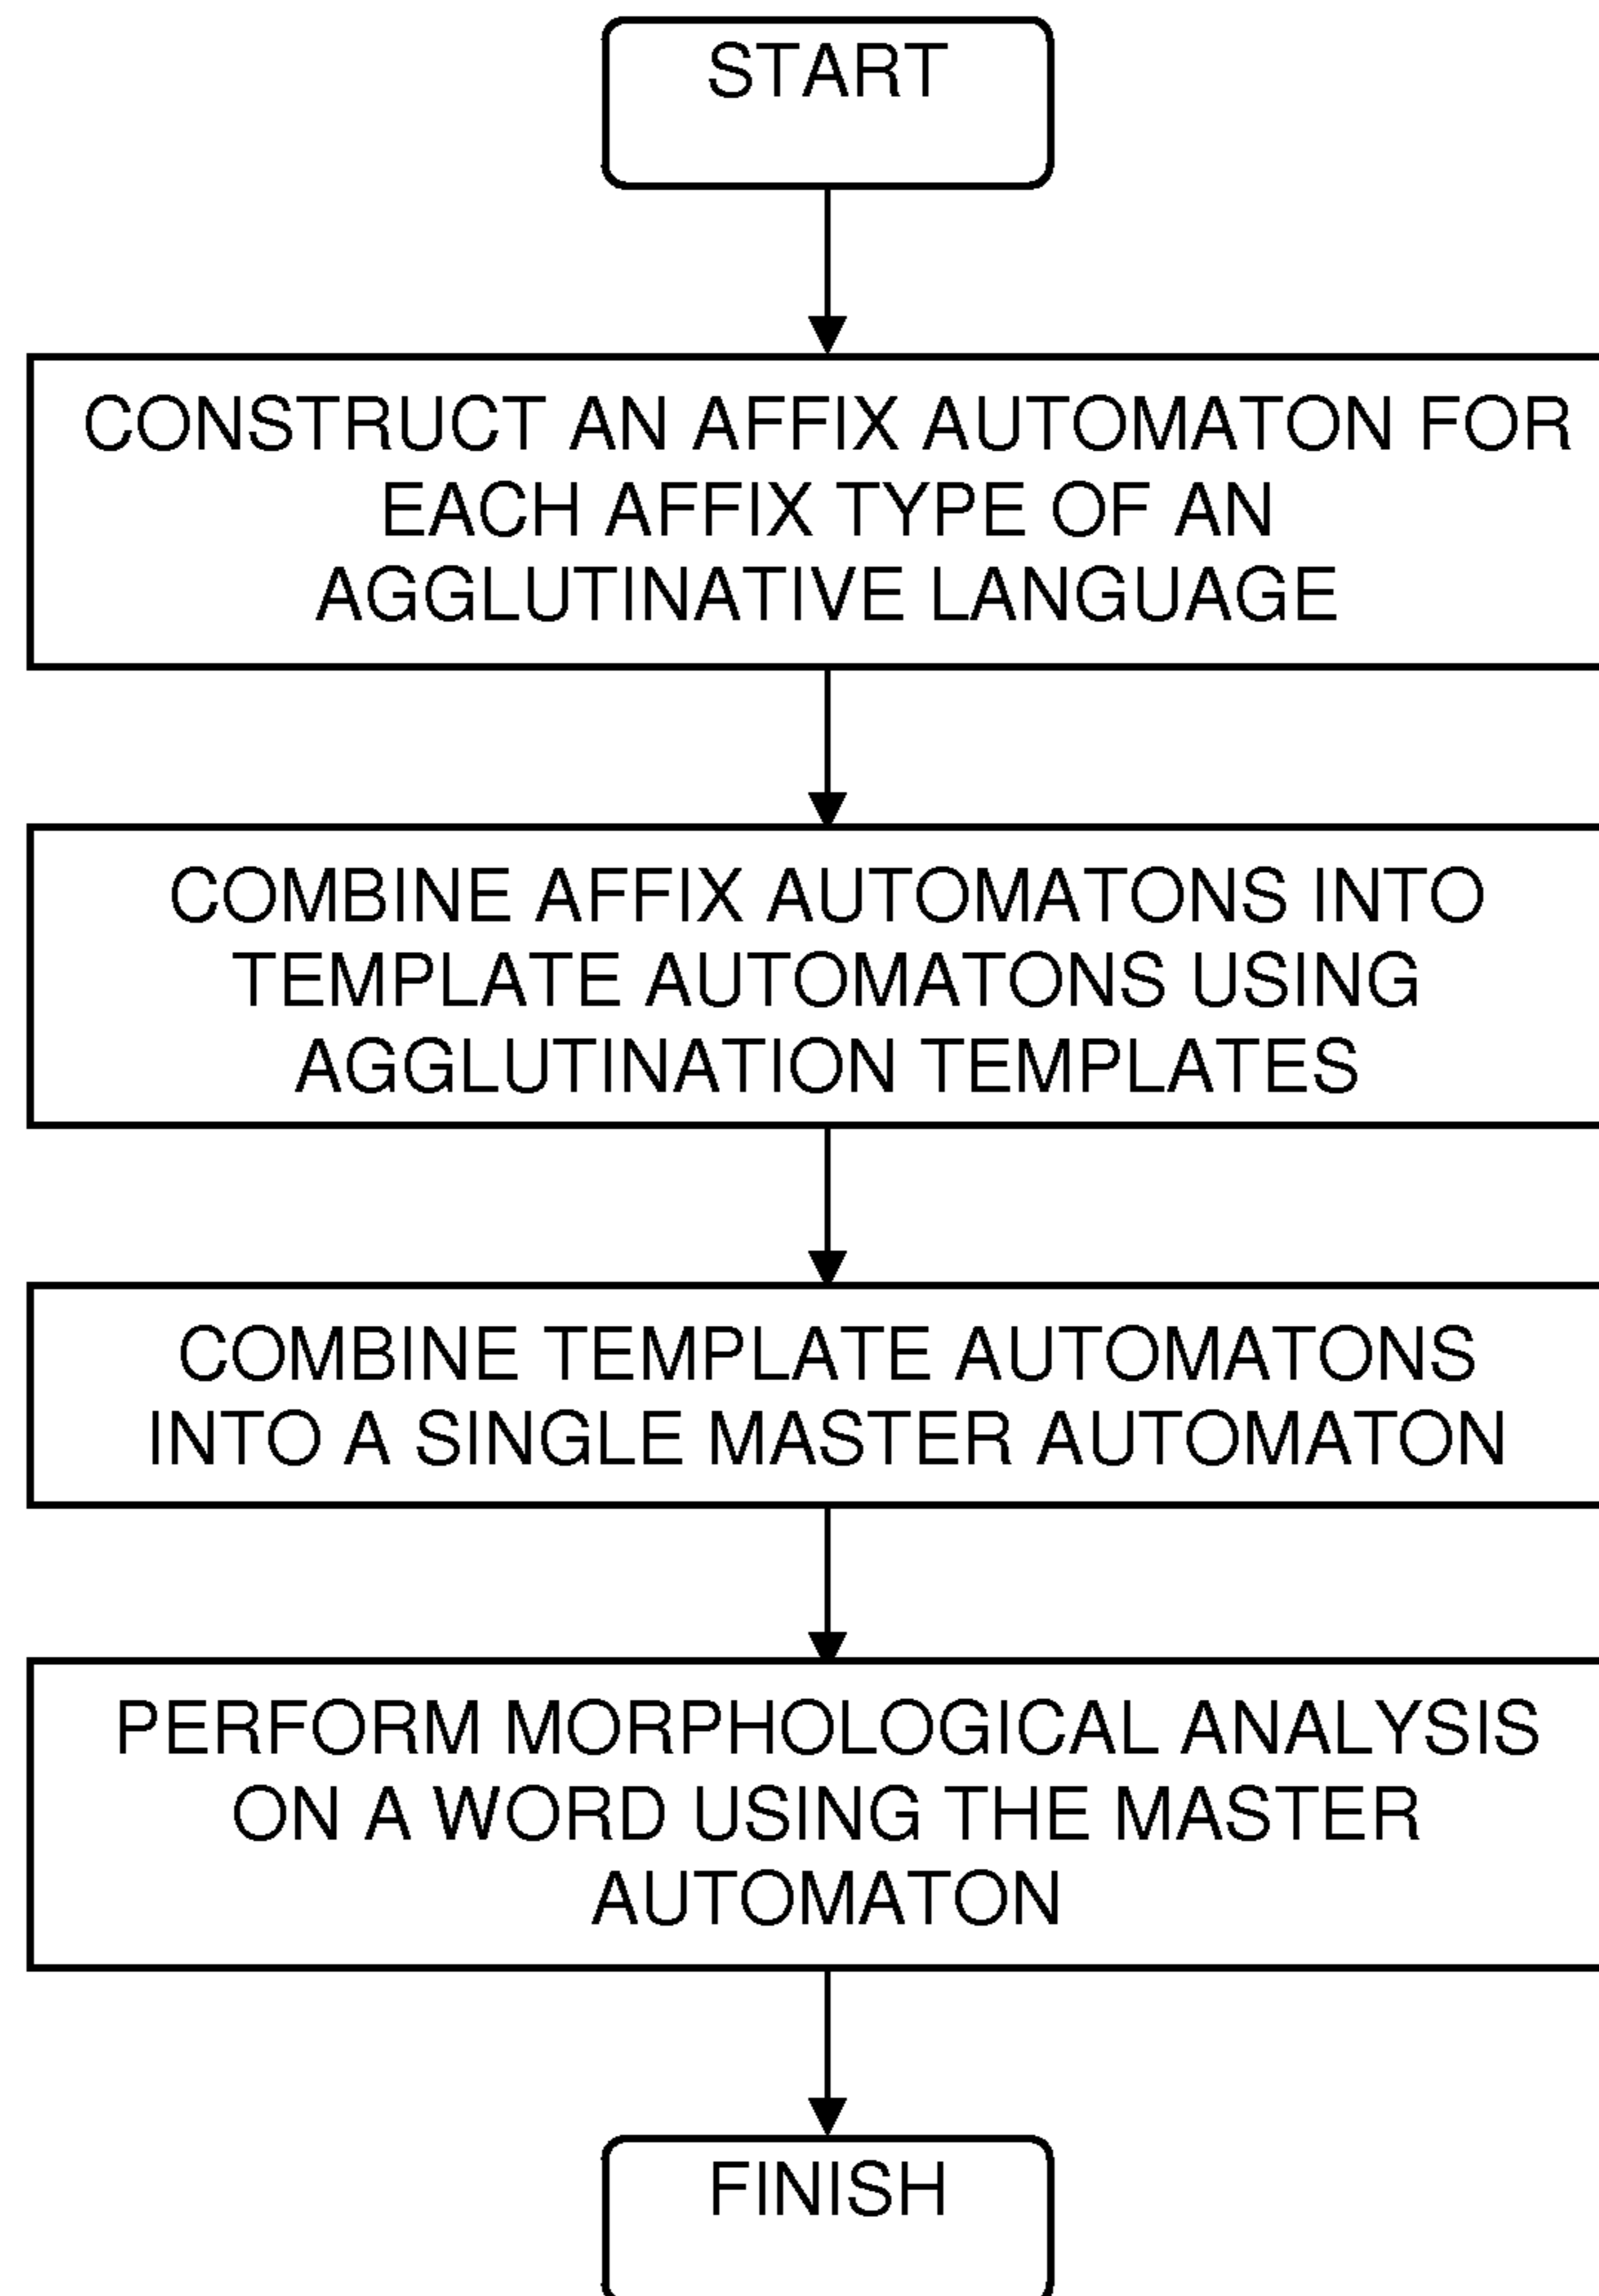 START
CONSTRUCT AN AFFIX AUTOMATON FOR
EACH AFFIX TYPE OF AN
AGGLUTINATIVE LANGUAGE
COMBINE AFFIX AUTOMATONS INTO
TEMPLATE AUTOMATONS USING
AGGLUTINATION TEMPLATES
COMBINE TEMPLATE AUTOMATONS
INTO A SINGLE MASTER AUTOMATON
PERFORM MORPHOLOGICAL ANALYSIS
ON A WORD USING THE MASTER
AUTOMATON
FINISH